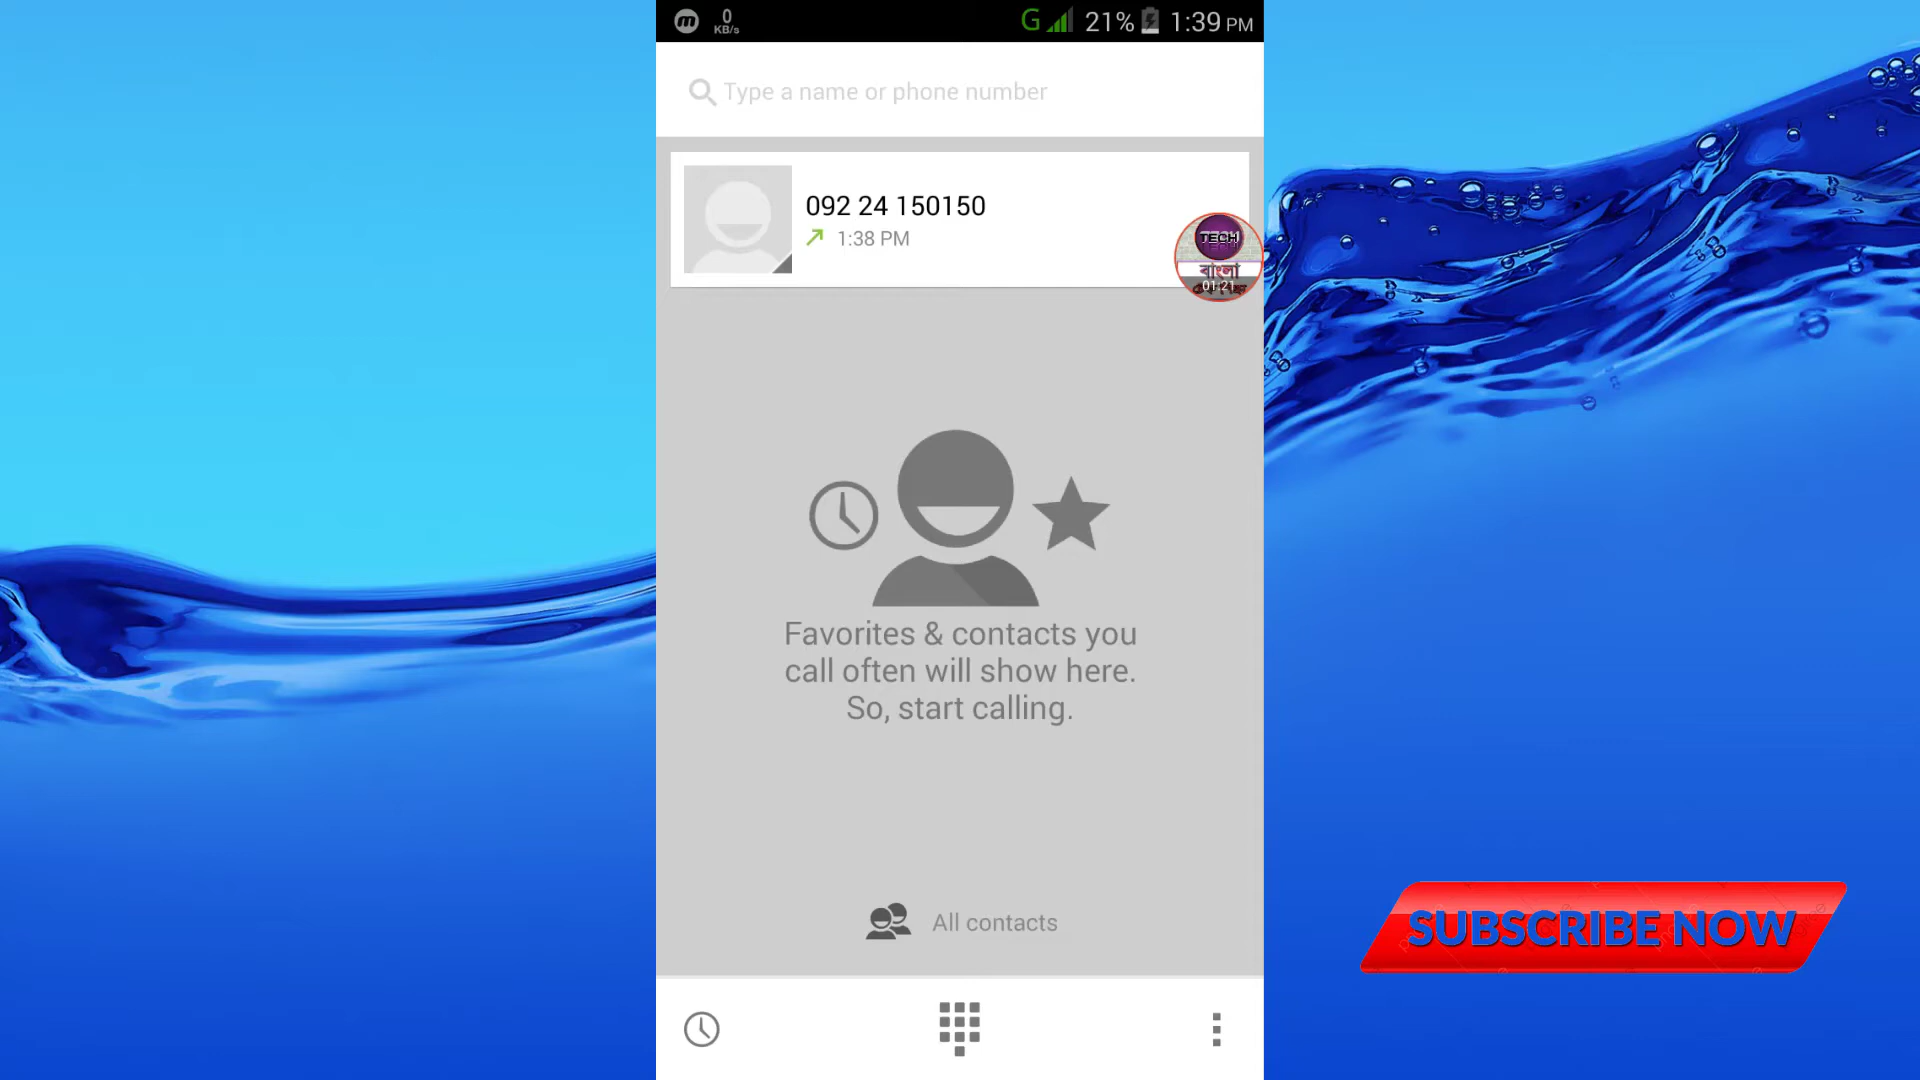 0
KB/s
G
21%
1:39 PM
Type a name or phone number
092 24 150150
1:38 PM
TECH
বাংলা
01:21
Favorites & contacts you
call often will show here.
So, start calling.
All contacts
SUBSCRIBE NOW